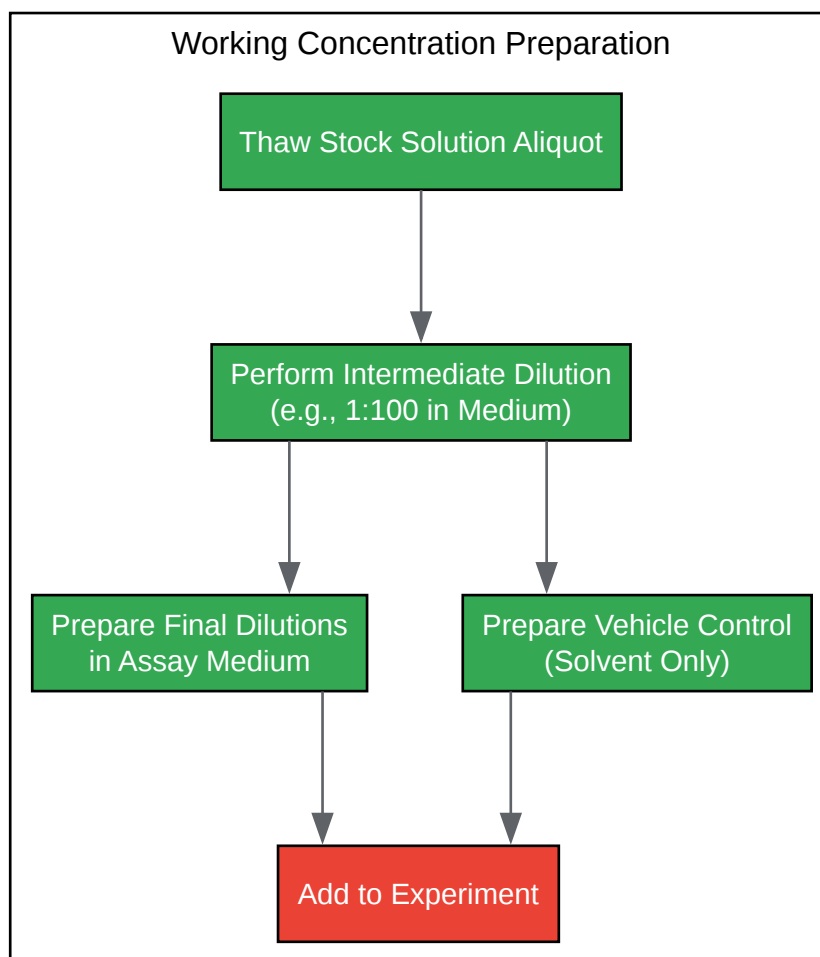 Working Concentration Preparation
Thaw Stock Solution Aliquot
Perform Intermediate Dilution
(e.g., 1:100 in Medium)
Prepare Final Dilutions
in Assay Medium
Prepare Vehicle Control
(Solvent Only)
Add to Experiment